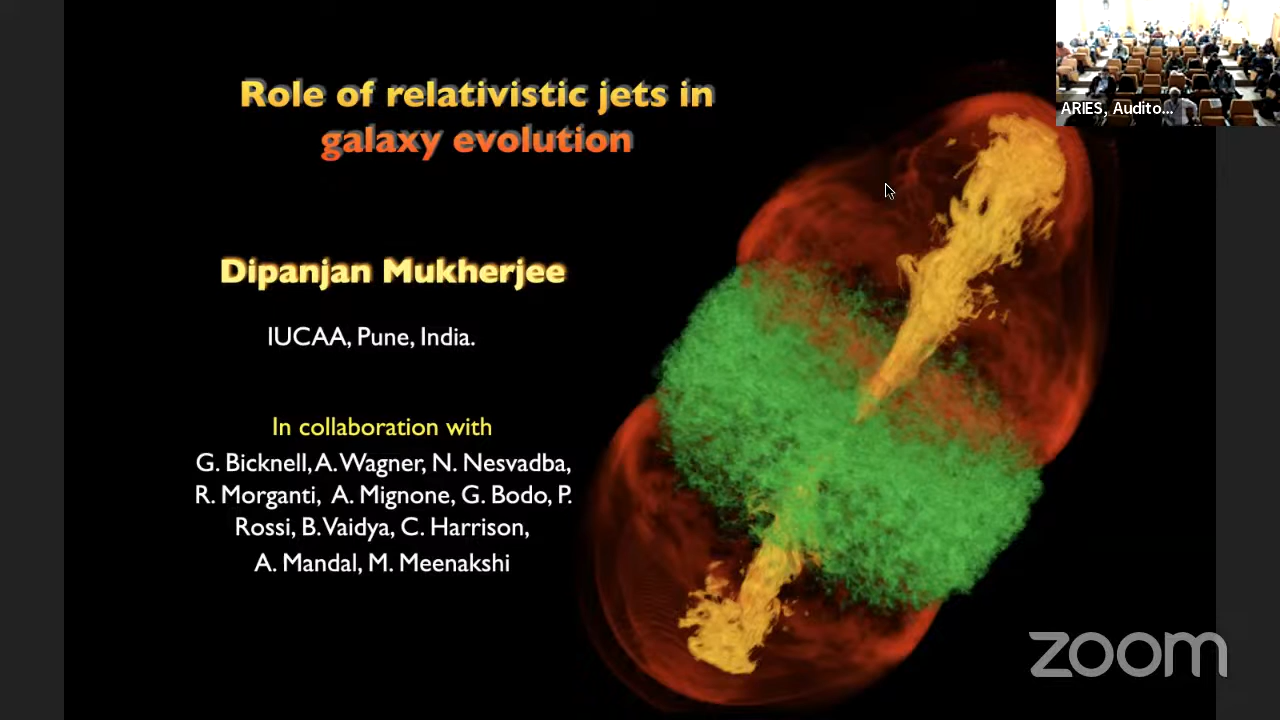 Role of relativistic jets in
galaxy evolution
ARIES, Audito...
Dipanjan Mukherjee
IUCAA, Pune, India.
In collaboration with
G. Bicknell, A. Wagner, N. Nesvadba,
R. Morganti, A. Mignone, G. Bodo, P.
Rossi, B. Vaidya, C. Harrison,
A. Mandal, M. Meenakshi
zoom